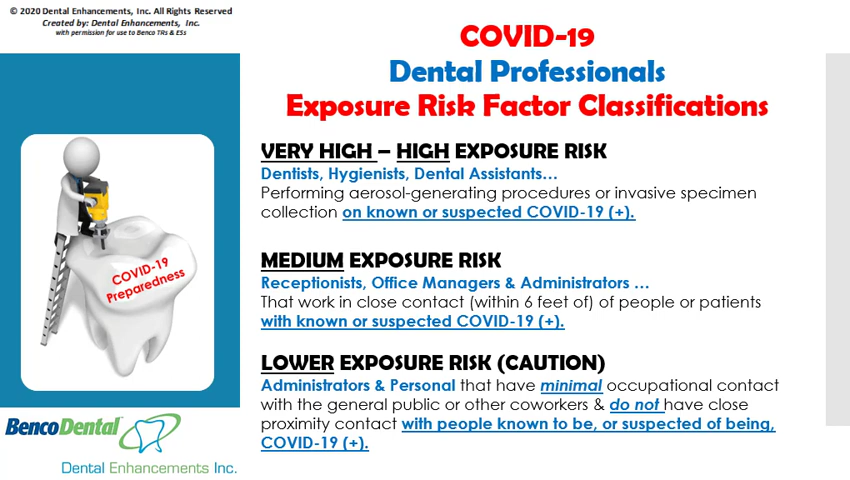 © 2020 Dental Enhancements, Inc. All Rights Reserved
Created by: Dental Enhancements, Inc.
with permission for use to Benco TRs & ESs
COVID-19
Dental Professionals
Exposure Risk Factor Classifications
VERY HIGH – HIGH EXPOSURE RISK
Dentists, Hygienists, Dental Assistants…
Performing aerosol-generating procedures or invasive specimen
collection on known or suspected COVID-19 (+).
MEDIUM EXPOSURE RISK
Receptionists, Office Managers & Administrators …
That work in close contact (within 6 feet of) of people or patients
with known or suspected COVID-19 (+).
LOWER EXPOSURE RISK (CAUTION)
Administrators & Personal that have minimal occupational contact
with the general public or other coworkers & do not have close
proximity contact with people known to be, or suspected of being,
COVID-19 (+).
COVID-19
Preparedness
BencoDental
Dental Enhancements Inc.